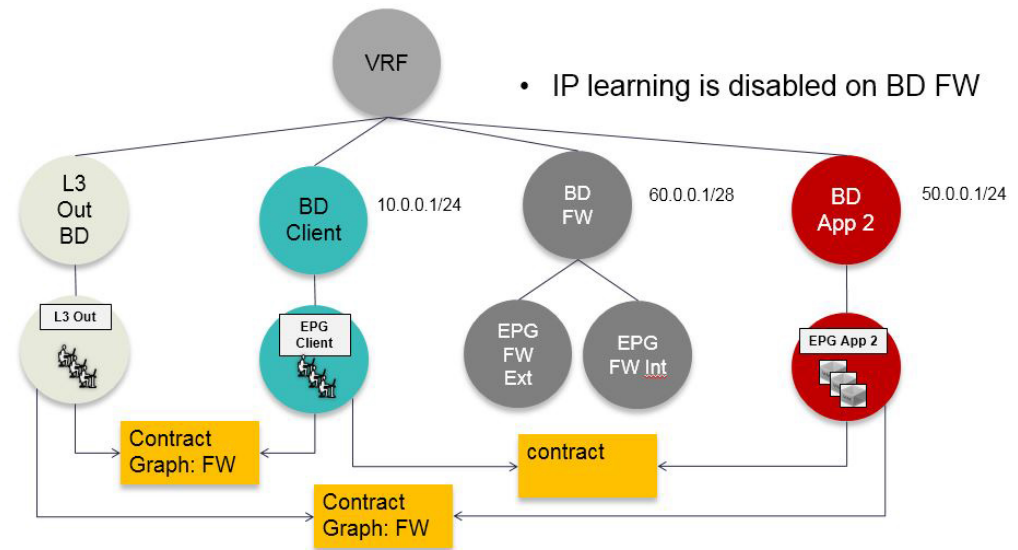 VRF
• IP learning is disabled on BD FW
L3
Out
BD
BD
Client
10.0.0.1/24
BD
FW
60.0.0.1/28
BD
App 2
50.0.0.1/24
L3 Out
EPG
Client
EPG
FW
Ext
EPG
FW Int
EPG App 2
Contract
Graph: FW
contract
Contract
Graph: FW